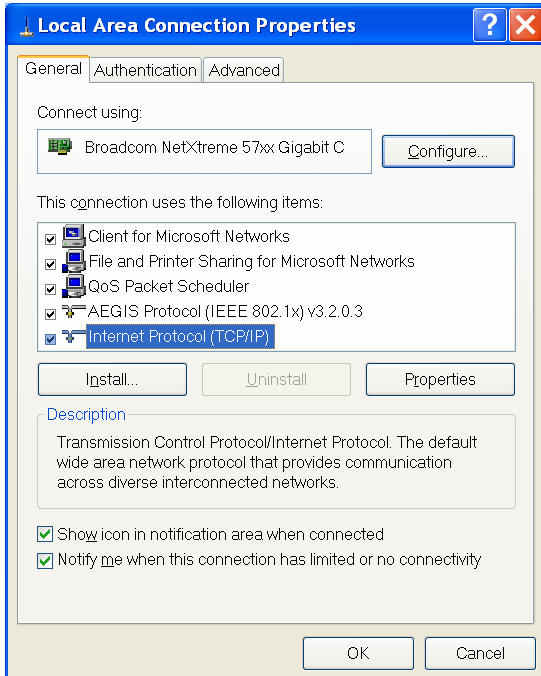 Local Area Connection Properties
General Authentication Advanced
Connect using:
Broadcom NetXtreme 57xx Gigabit C
Configure...
This connection uses the following items:
Client for Microsoft Networks
File and Printer Sharing for Microsoft Networks
QoS Packet Scheduler
AEGIS Protocol (IEEE 802.1x) v3.2.0.3
Internet Protocol (TCP/IP)
Install... Uninstall Properties
Description
Transmission Control Protocol/Internet Protocol. The default
wide area network protocol that provides communication
across diverse interconnected networks.
Show icon in notification area when connected
Notify me when this connection has limited or no connectivity
OK Cancel